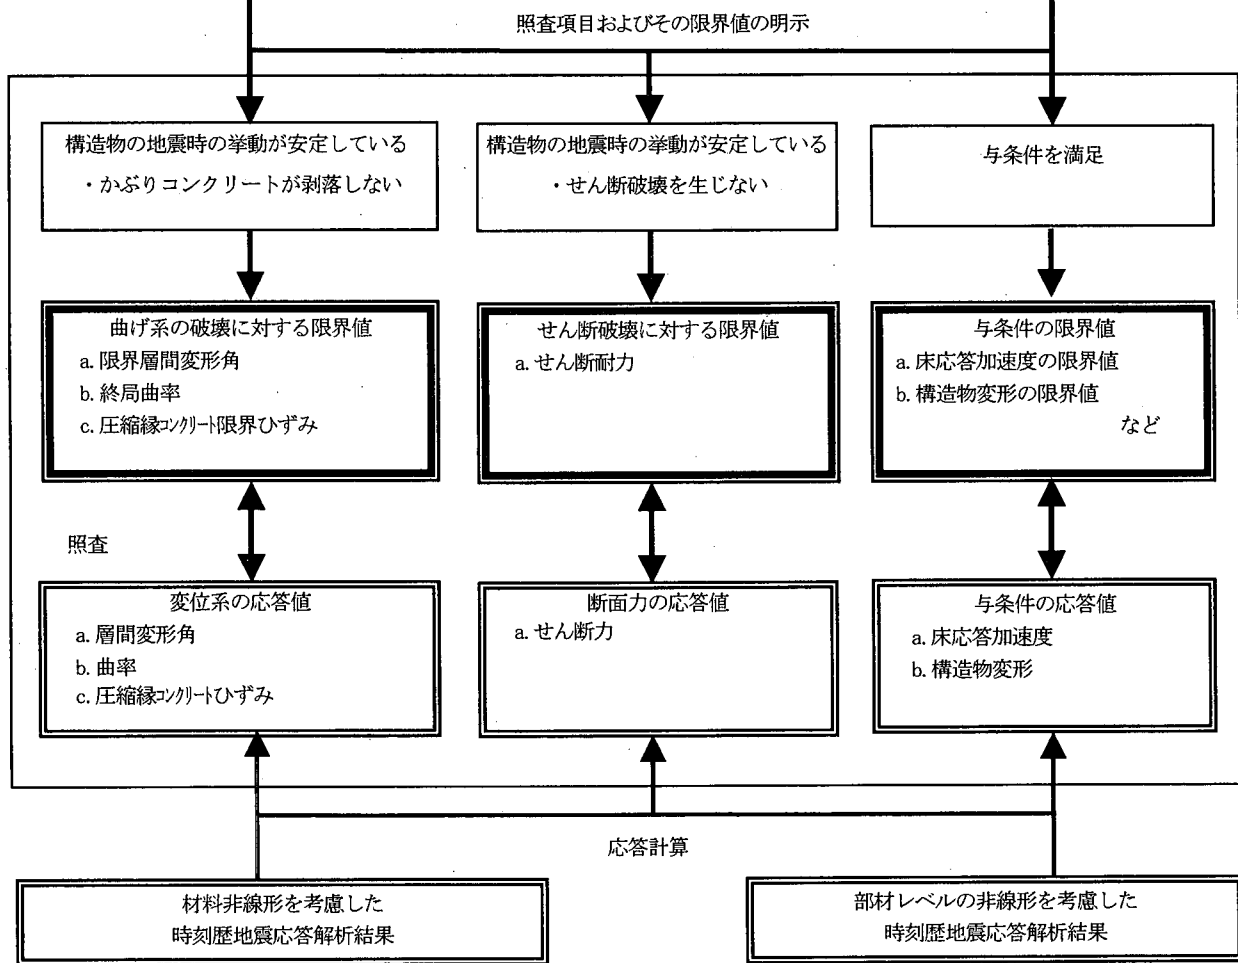 照査項目およびその限界値の明示
構造物の地震時の挙動が安定している
・かぶりコンクリートが剥落しない
構造物の地震時の挙動が安定している
・せん断破壊を生じない
与条件を満足
曲げ系の破壊に対する限界値
a. 限界層間変形角
b. 終局曲率
c. 圧縮縁コンクリート限界ひずみ
せん断破壊に対する限界値
a. せん断耐力
与条件の限界値
a. 床応答加速度の限界値
b. 構造物変形の限界値
など
照査
変位系の応答値
a. 層間変形角
b. 曲率
c. 圧縮縁コンクリートひずみ
断面力の応答値
a. せん断力
与条件の応答値
a. 床応答加速度
b. 構造物変形
応答計算
材料非線形を考慮した
時刻歴地震応答解析結果
部材レベルの非線形を考慮した
時刻歴地震応答解析結果